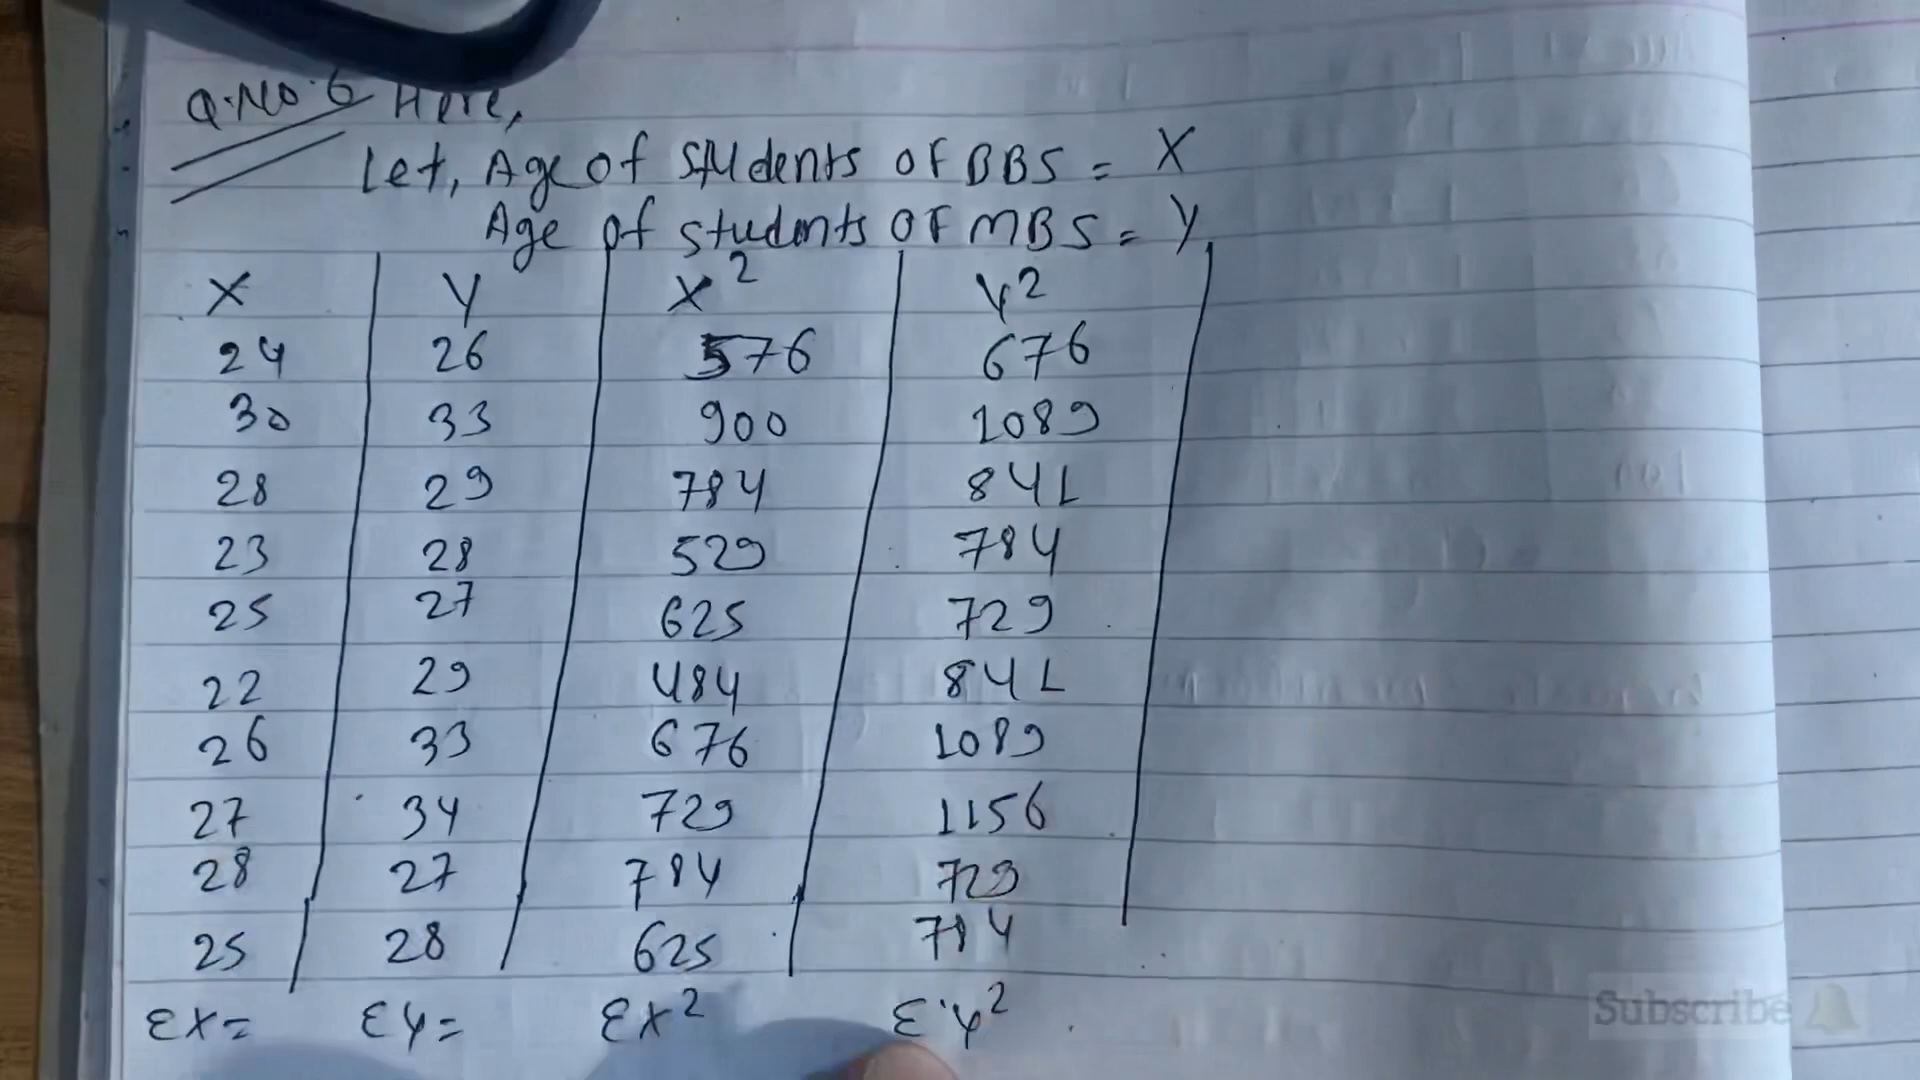 Q.No.6 Here,
Let, Age of students of BBS = X
Age of students of MBS = Y,
X Y X² Y²
24 26 576 676
30 33 900 1089
28 29 784 841
23 28 529 784
25 27 625 729
22 29 484 841
26 33 676 1089
27 34 729 1156
28 27 784 729
25 28 625 784
ΣX= ΣY= ΣX² ΣY²
Subscribe